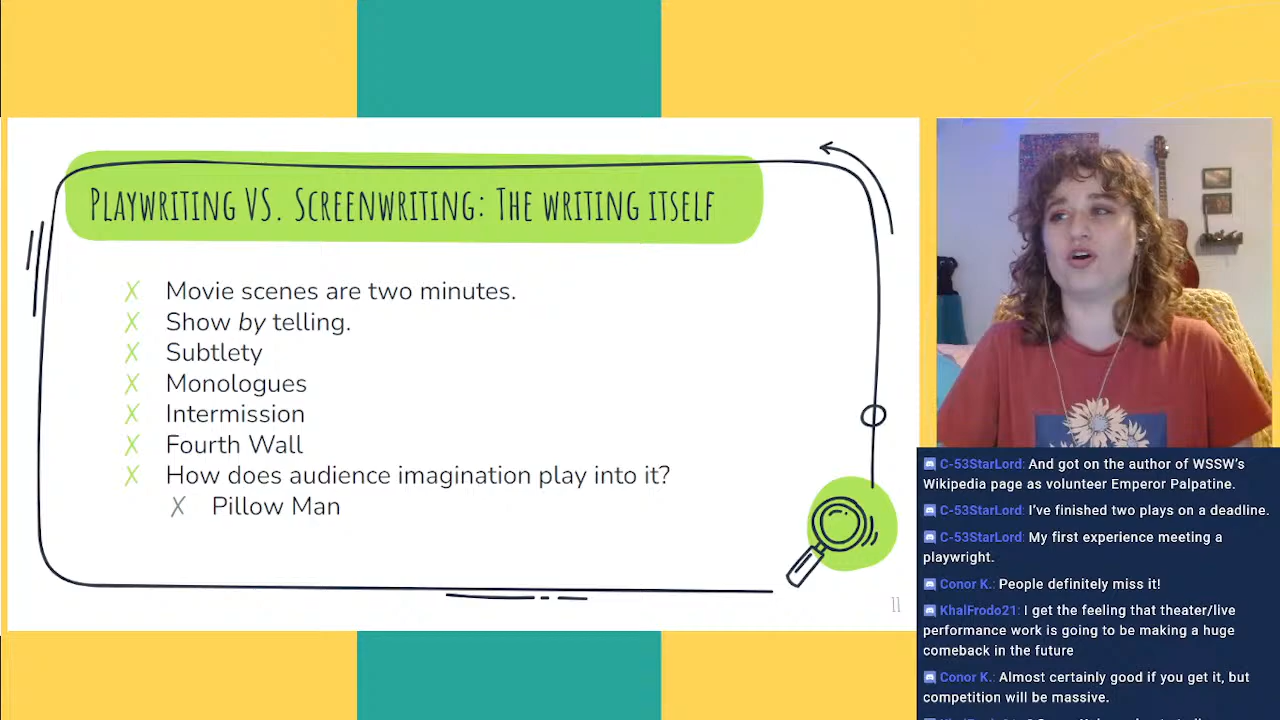 PLAYWRITING VS. SCREENWRITING: THE WRITING ITSELF
X Movie scenes are two minutes.
X Show by telling.
X Subtlety
X Monologues
X Intermission
X Fourth Wall
X How does audience imagination play into it?
X Pillow Man
11
C-53StarLord: And got on the author of WSSW's
Wikipedia page as volunteer Emperor Palpatine.
C-53StarLord: I've finished two plays on a deadline.
C-53StarLord: My first experience meeting a
playwright.
Conor K.: People definitely miss it!
KhalFrodo21: I get the feeling that theater/live
performance work is going to be making a huge
comeback in the future
Conor K.: Almost certainly good if you get it, but
competition will be massive.